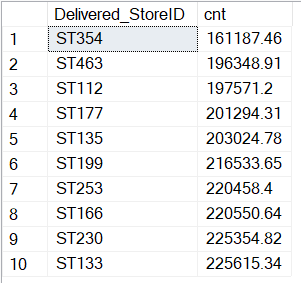 Delivered_StoreID cnt
1 ST354 161187.46
2 ST463 196348.91
3 ST112 197571.2
4 ST177 201294.31
5 ST135 203024.78
6 ST199 216533.65
7 ST253 220458.4
8 ST166 220550.64
9 ST230 225354.82
10 ST133 225615.34